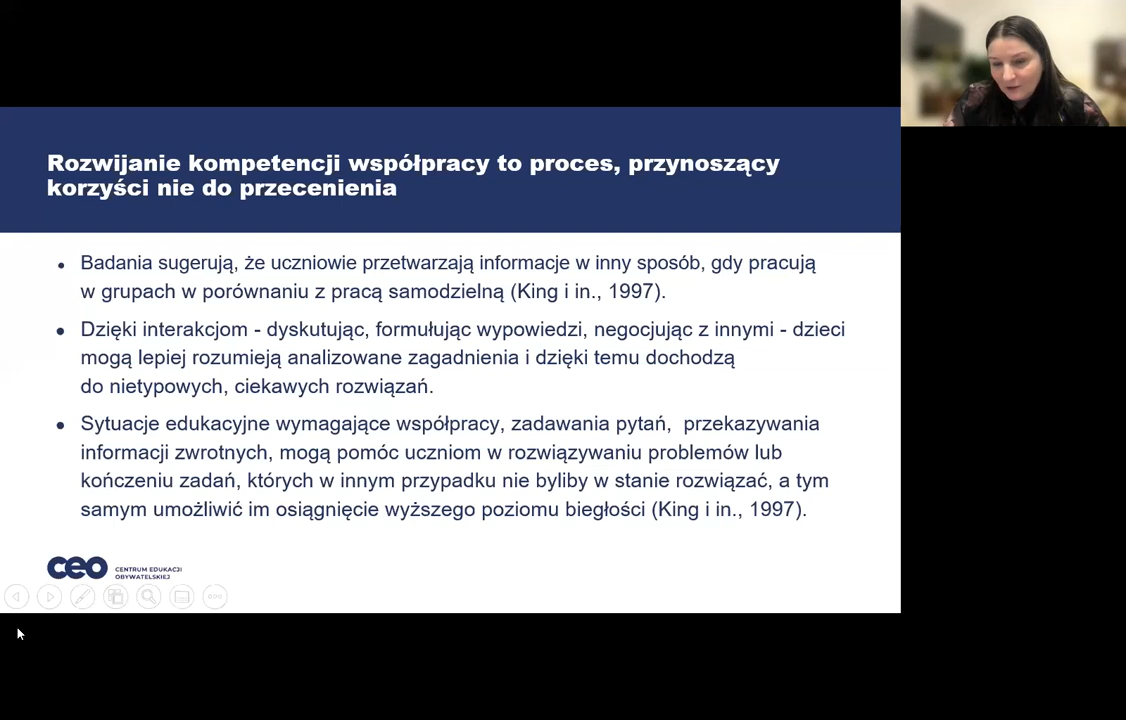 Rozwijanie kompetencji współpracy to proces, przynoszący
korzyści nie do przecenienia
• Badania sugerują, że uczniowie przetwarzają informacje w inny sposób, gdy pracują
w grupach w porównaniu z pracą samodzielną (King i in., 1997).
• Dzięki interakcjom - dyskutując, formułując wypowiedzi, negocjując z innymi - dzieci
mogą lepiej rozumieją analizowane zagadnienia i dzięki temu dochodzą
do nietypowych, ciekawych rozwiązań.
• Sytuacje edukacyjne wymagające współpracy, zadawania pytań,  przekazywania
informacji zwrotnych, mogą pomóc uczniom w rozwiązywaniu problemów lub
kończeniu zadań, których w innym przypadku nie byliby w stanie rozwiązać, a tym
samym umożliwić im osiągnięcie wyższego poziomu biegłości (King i in., 1997).
ceo CENTRUM EDUKACJI
OBYWATELSKIEJ